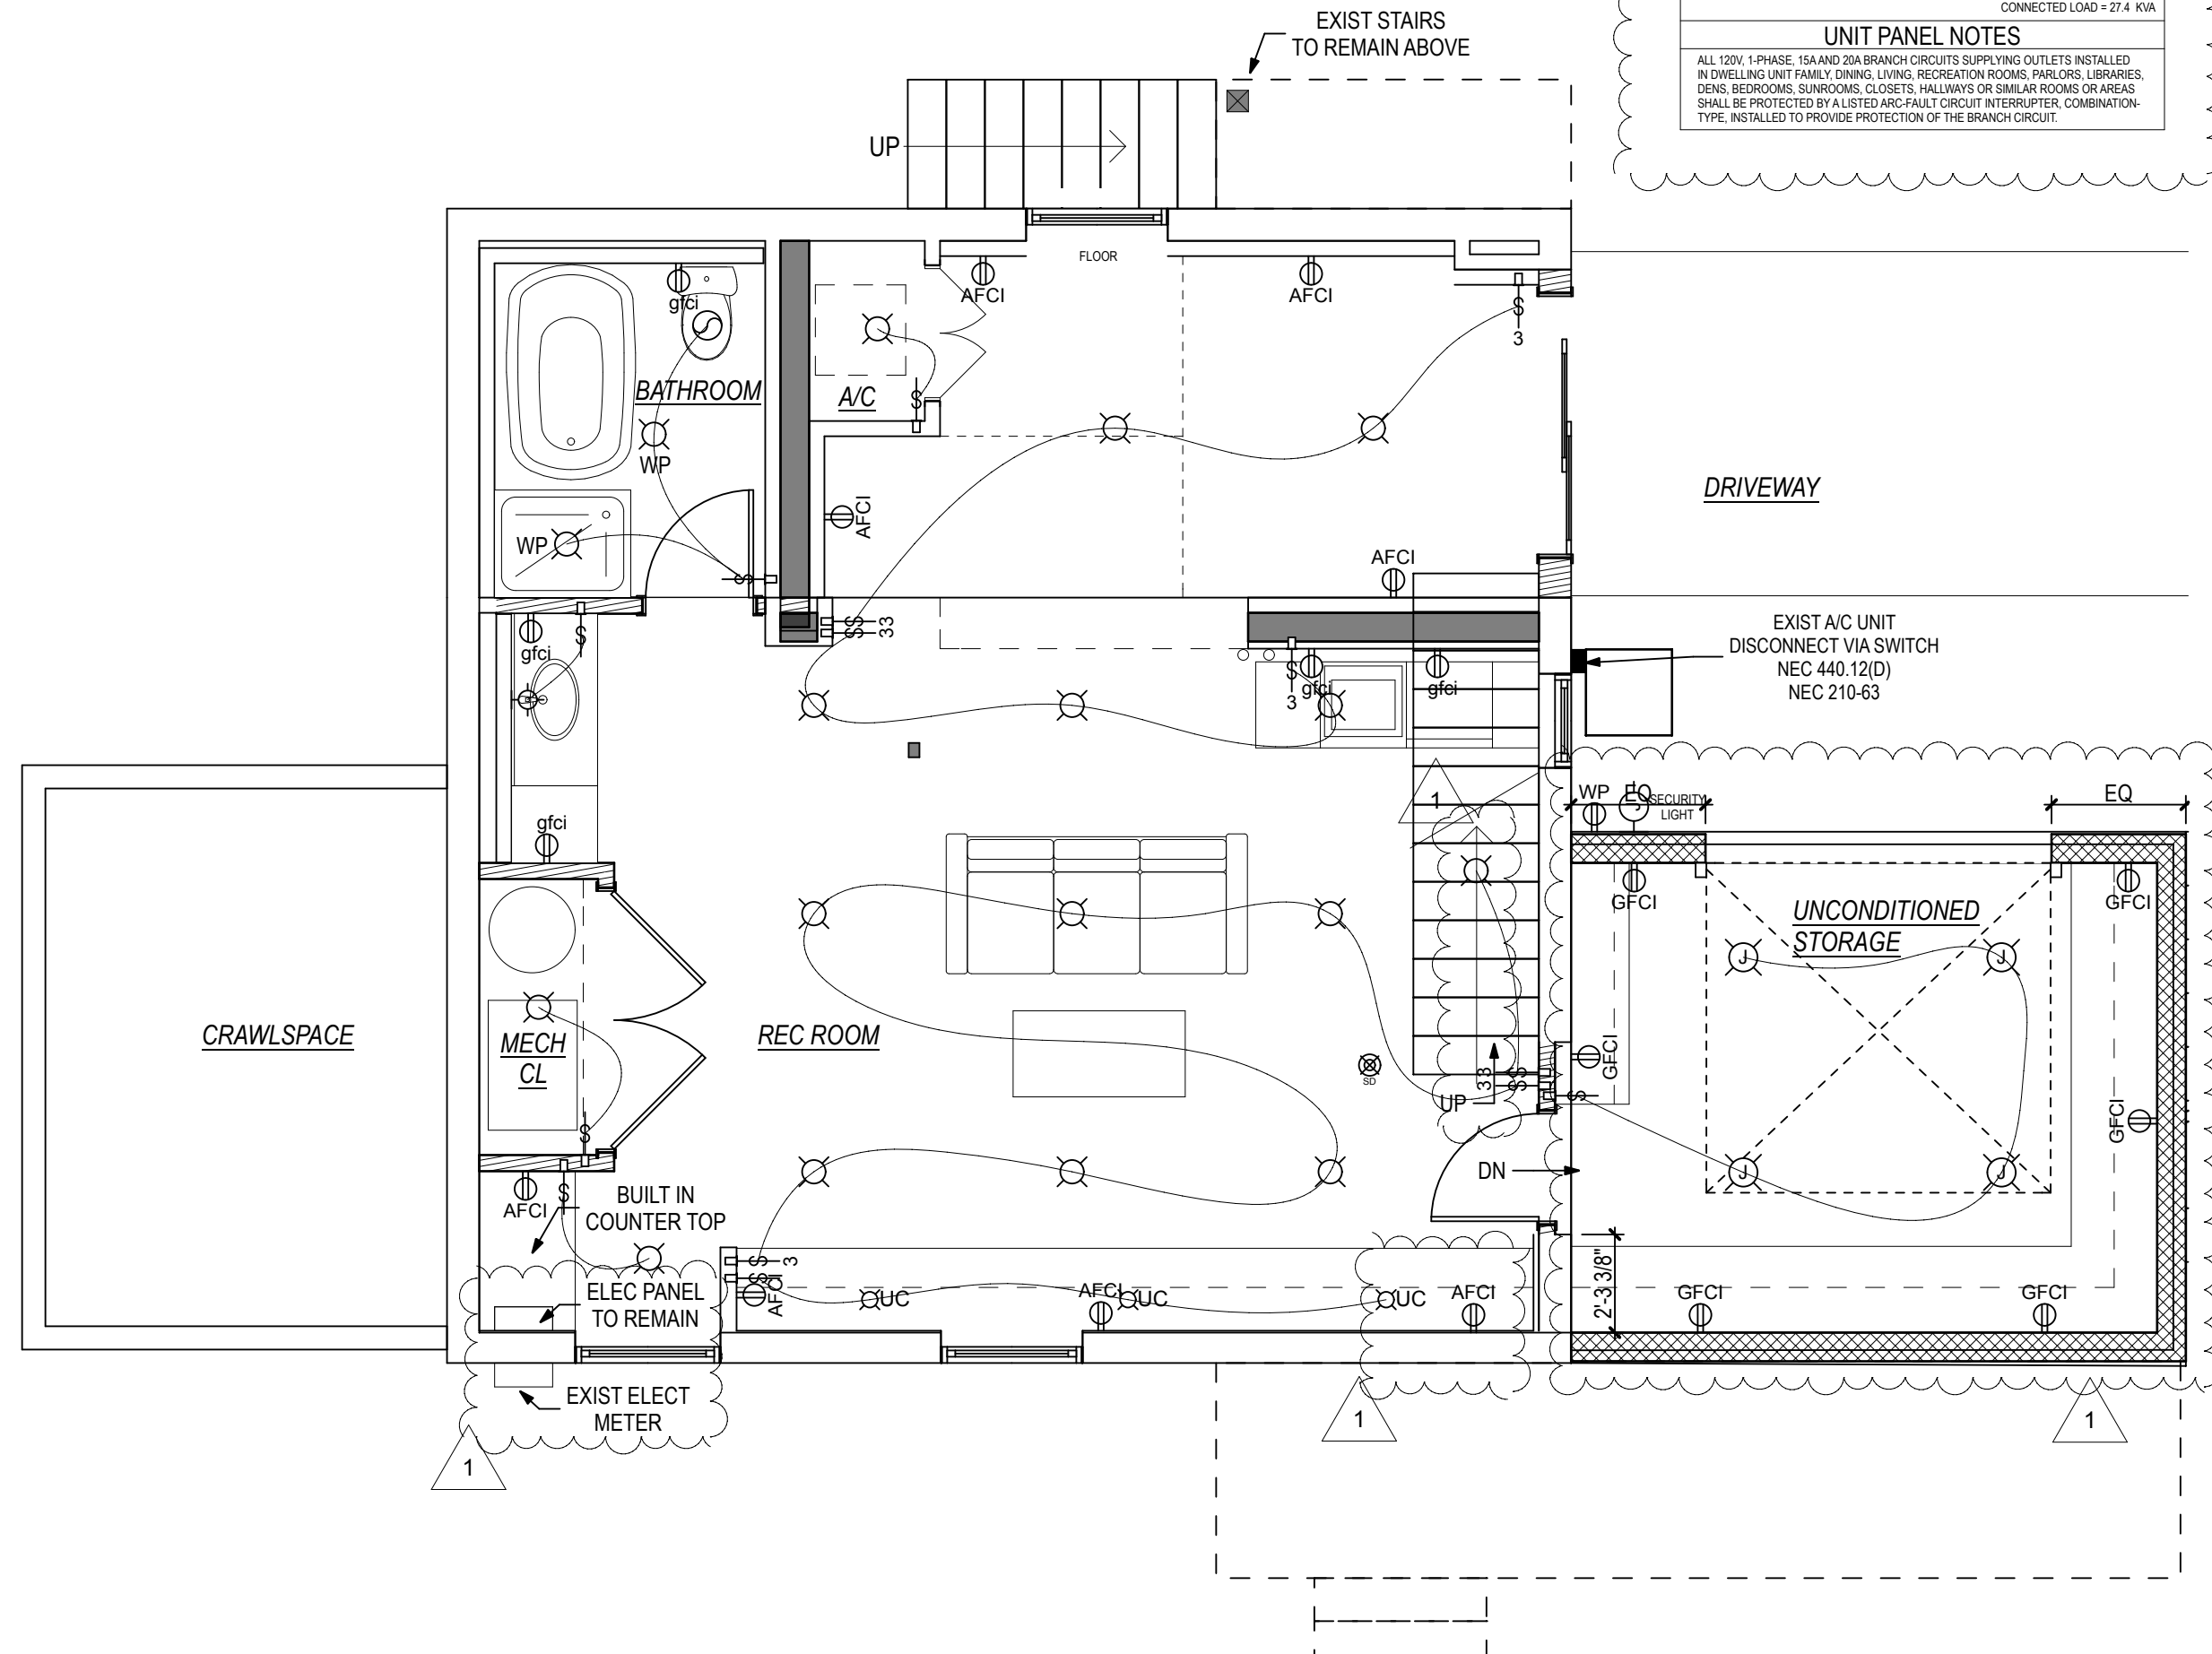 CONNECTED LOAD = 27.4 KVA
UNIT PANEL NOTES
ALL 120V, 1-PHASE, 15A AND 20A BRANCH CIRCUITS SUPPLYING OUTLETS INSTALLED
IN DWELLING UNIT FAMILY, DINING, LIVING, RECREATION ROOMS, PARLORS, LIBRARIES,
DENS, BEDROOMS, SUNROOMS, CLOSETS, HALLWAYS OR SIMILAR ROOMS OR AREAS
SHALL BE PROTECTED BY A LISTED ARC-FAULT CIRCUIT INTERRUPTER, COMBINATION-
TYPE, INSTALLED TO PROVIDE PROTECTION OF THE BRANCH CIRCUIT.
EXIST STAIRS
TO REMAIN ABOVE
UP
FLOOR
gfci
AFCI
AFCI
S
3
BATHROOM
A/C
S
WP
DRIVEWAY
AFCI
WP
AFCI
S
SS
33
gfci
S
S
3
gfci
gfci
EXIST A/C UNIT
DISCONNECT VIA SWITCH
NEC 440.12(D)
NEC 210-63
1
WP
EQ
J
SECURITY
LIGHT
EQ
gfci
GFCI
GFCI
UNCONDITIONED
STORAGE
J
J
CRAWLSPACE
MECH
CL
REC ROOM
SD
33
SS
UP
S
GFCI
GFCI
S
DN
J
J
AFCI
S
BUILT IN
COUNTER TOP
S
3
S
AFCI
UC
AFCI
UC
UC
AFCI
2'-3 3/8"
GFCI
GFCI
ELEC PANEL
TO REMAIN
EXIST ELECT
METER
1
1
1